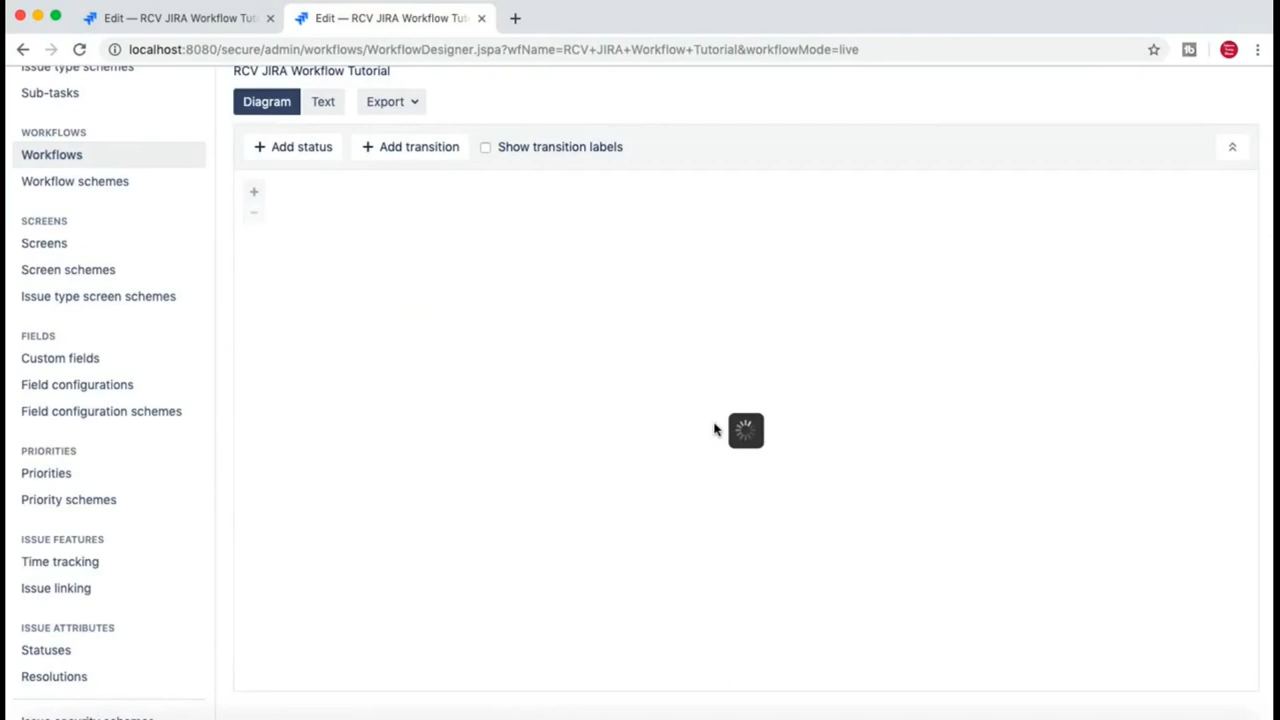 Edit — RCV JIRA Workflow Tut
Edit — RCV JIRA Workflow Tut
localhost:8080/secure/admin/workflows/WorkflowDesigner.jspa?wfName=RCV+JIRA+Workflow+Tutorial&workflowMode=live
Issue type schemes
Sub-tasks
WORKFLOWS
Workflows
Workflow schemes
SCREENS
Screens
Screen schemes
Issue type screen schemes
FIELDS
Custom fields
Field configurations
Field configuration schemes
PRIORITIES
Priorities
Priority schemes
ISSUE FEATURES
Time tracking
Issue linking
ISSUE ATTRIBUTES
Statuses
Resolutions
Issue security schemes
RCV JIRA Workflow Tutorial
Diagram Text Export
+ Add status + Add transition Show transition labels
+
−